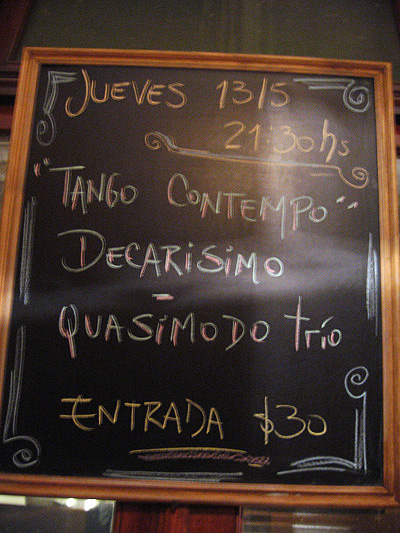 JUEVES 13/5
21:30hs
"TANGO CONTEMPO"
DECARISIMO
-
QUASIMODO trío
ENTRADA $30